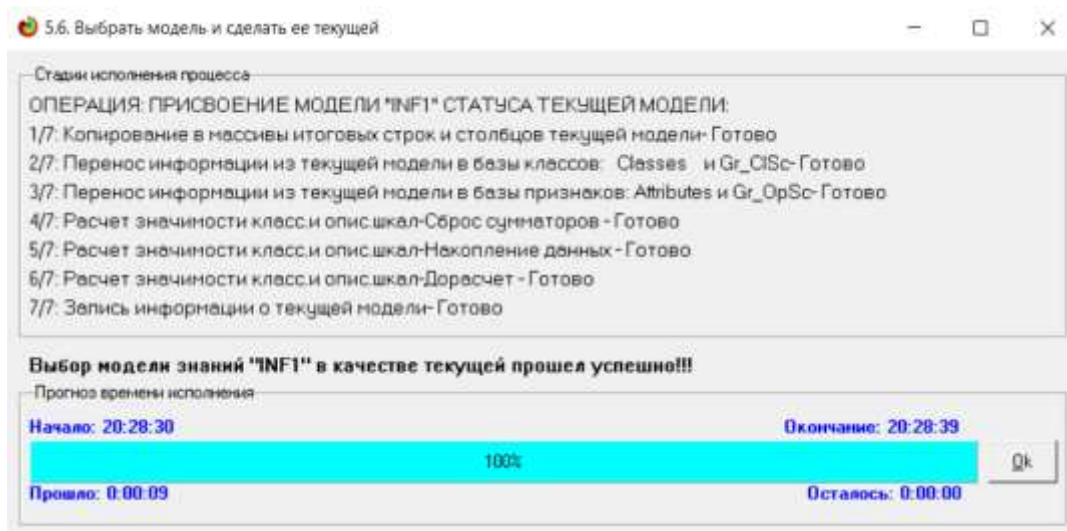 5.6. Выбрать модель и сделать ее текущей
Стадии исполнения процесса
ОПЕРАЦИЯ: ПРИСВОЕНИЕ МОДЕЛИ "INF1" СТАТУСА ТЕКУЩЕЙ МОДЕЛИ:
1/7: Копирование в массивы итоговых строк и столбцов текущей модели- Готово
2/7: Перенос информации из текущей модели в базы классов: Classes и Gr_ClSc- Готово
3/7: Перенос информации из текущей модели в базы признаков: Attributes и Gr_OpSc- Готово
4/7: Расчет значимости класс.и опис.шкал-Сброс сумматоров - Готово
5/7: Расчет значимости класс.и опис.шкал-Накопление данных - Готово
6/7: Расчет значимости класс.и опис.шкал-Дорасчет - Готово
7/7: Запись информации о текущей модели- Готово
Выбор модели знаний "INF1" в качестве текущей прошел успешно!!!
Прогноз времени исполнения
Начало: 20:28:30 Окончание: 20:28:39
100% Ok
Прошло: 0:00:09 Осталось: 0:00:00